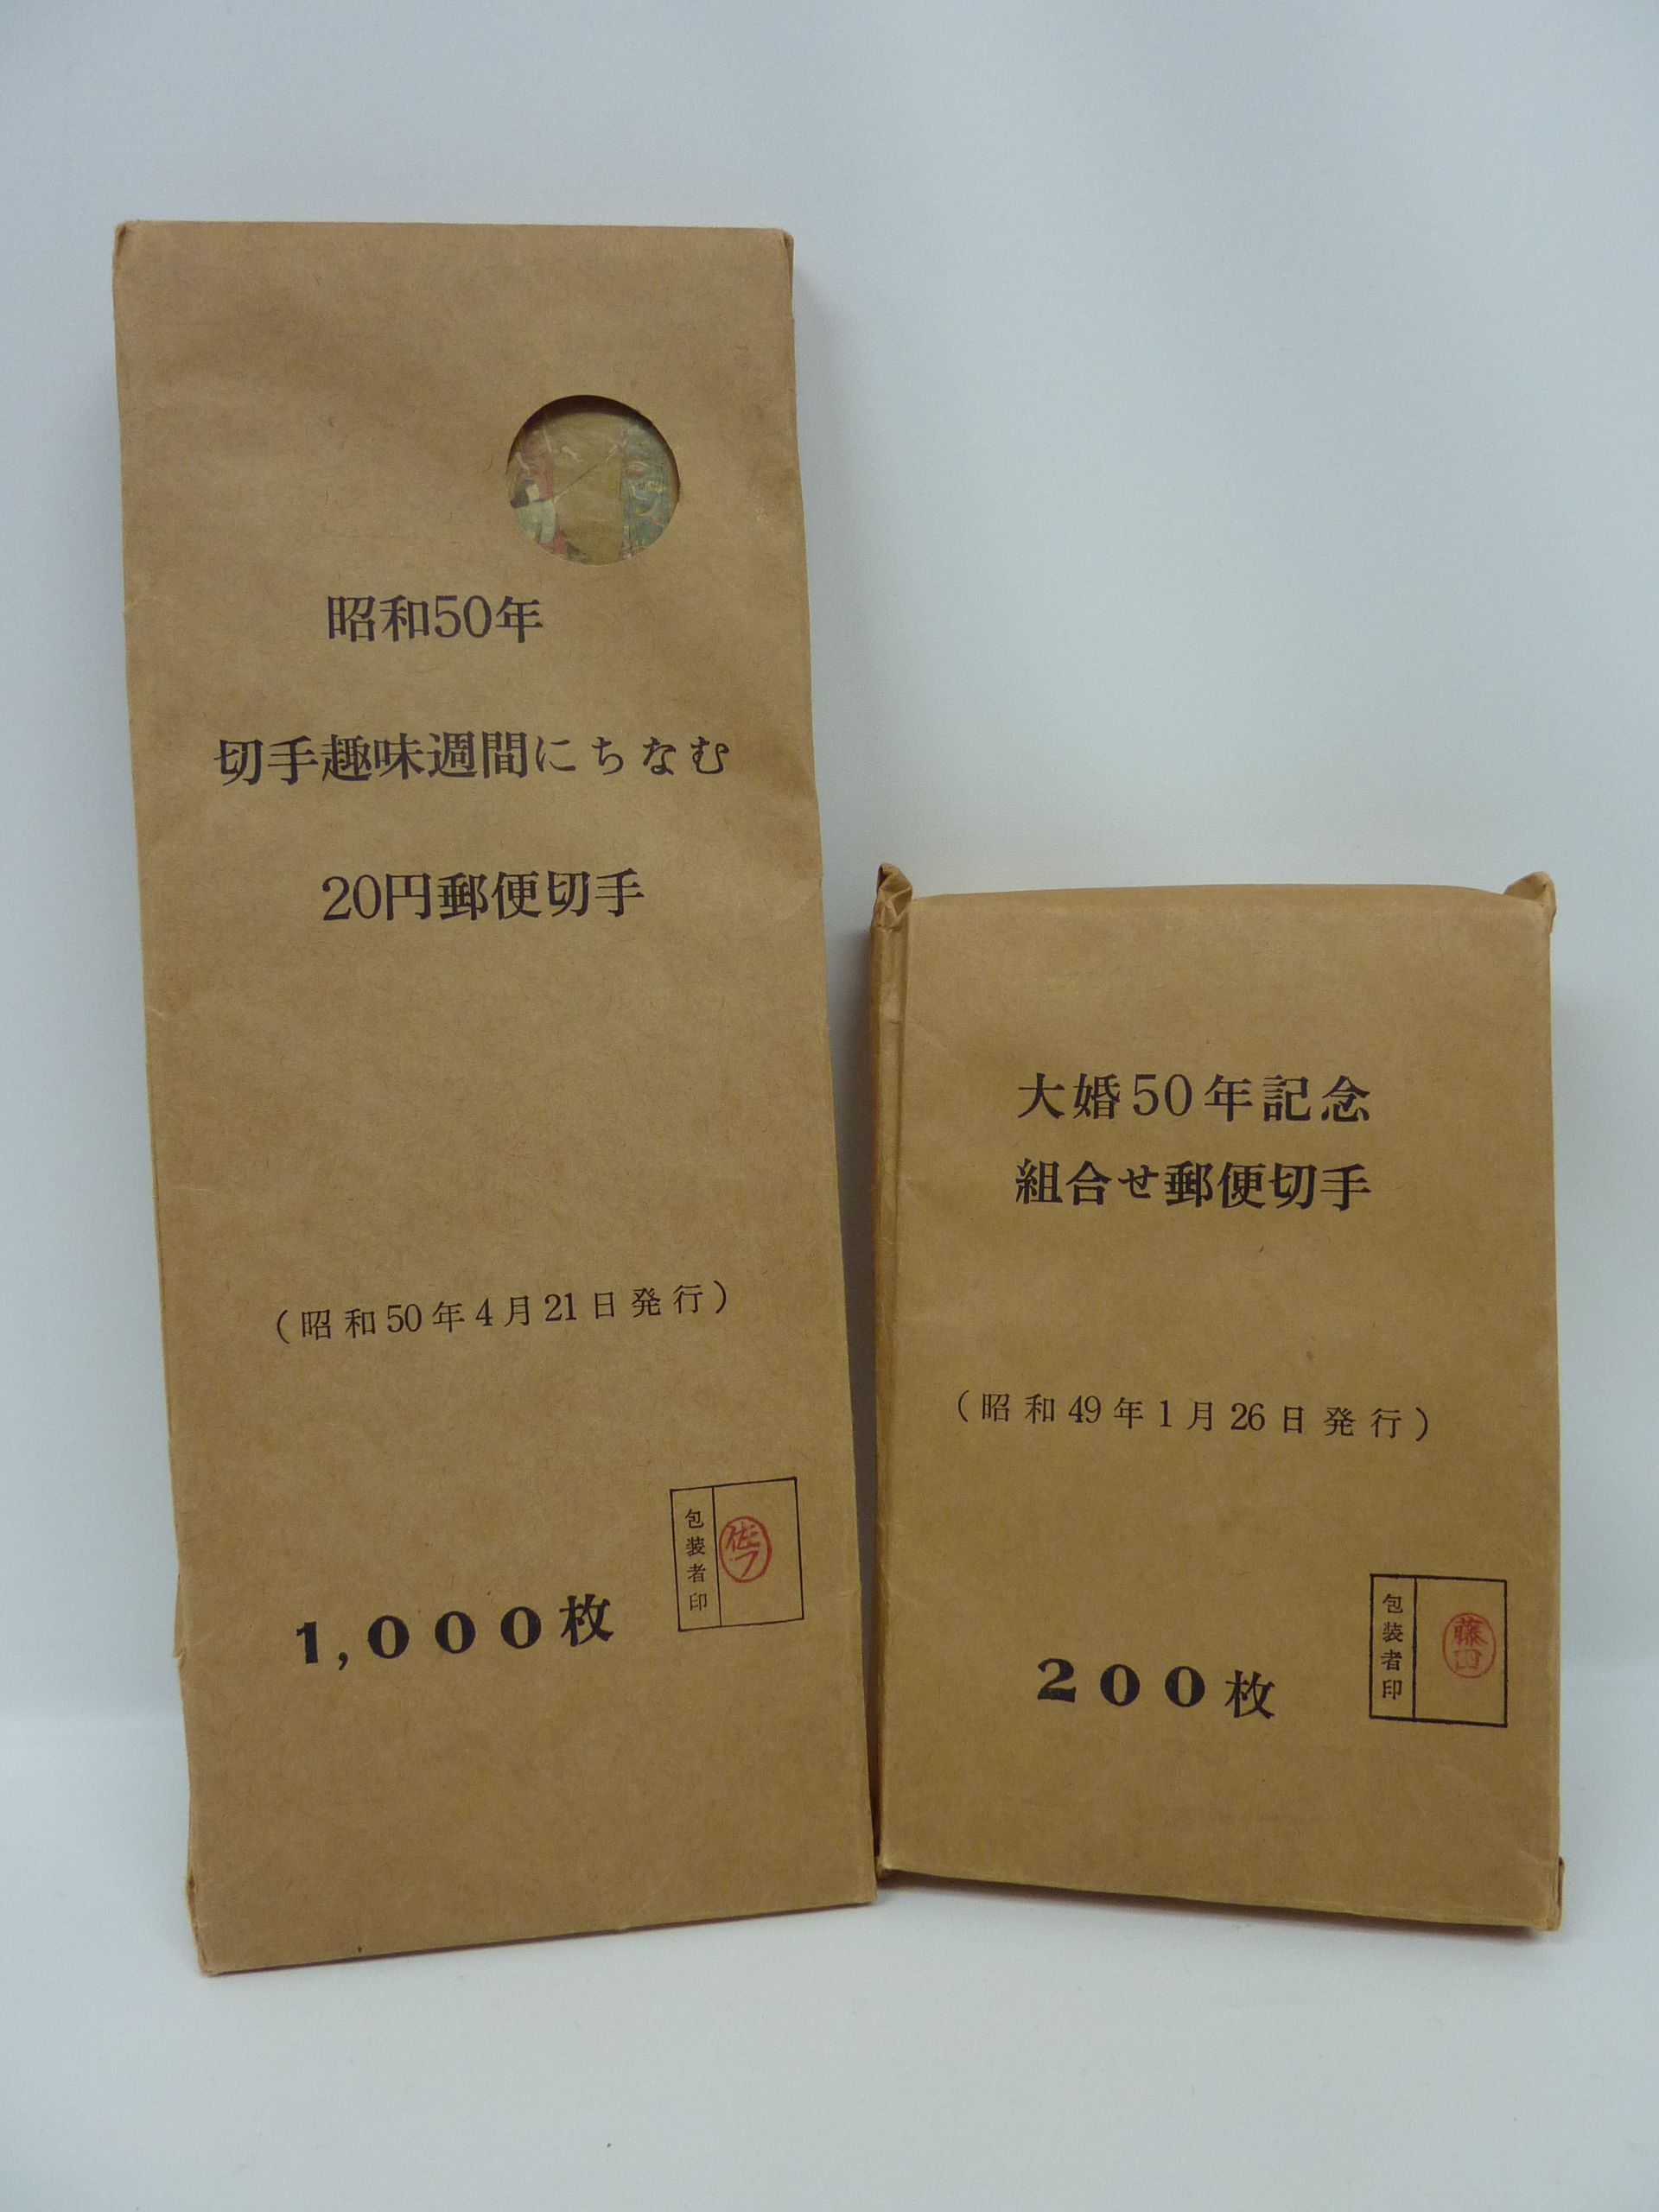 昭和50年
切手趣味週間にちなむ
20円郵便切手
(昭和50年4月21日発行)
1,000枚
包装者印
大婚50年記念
組合せ郵便切手
(昭和49年1月26日発行)
200枚
包装者印
藤田